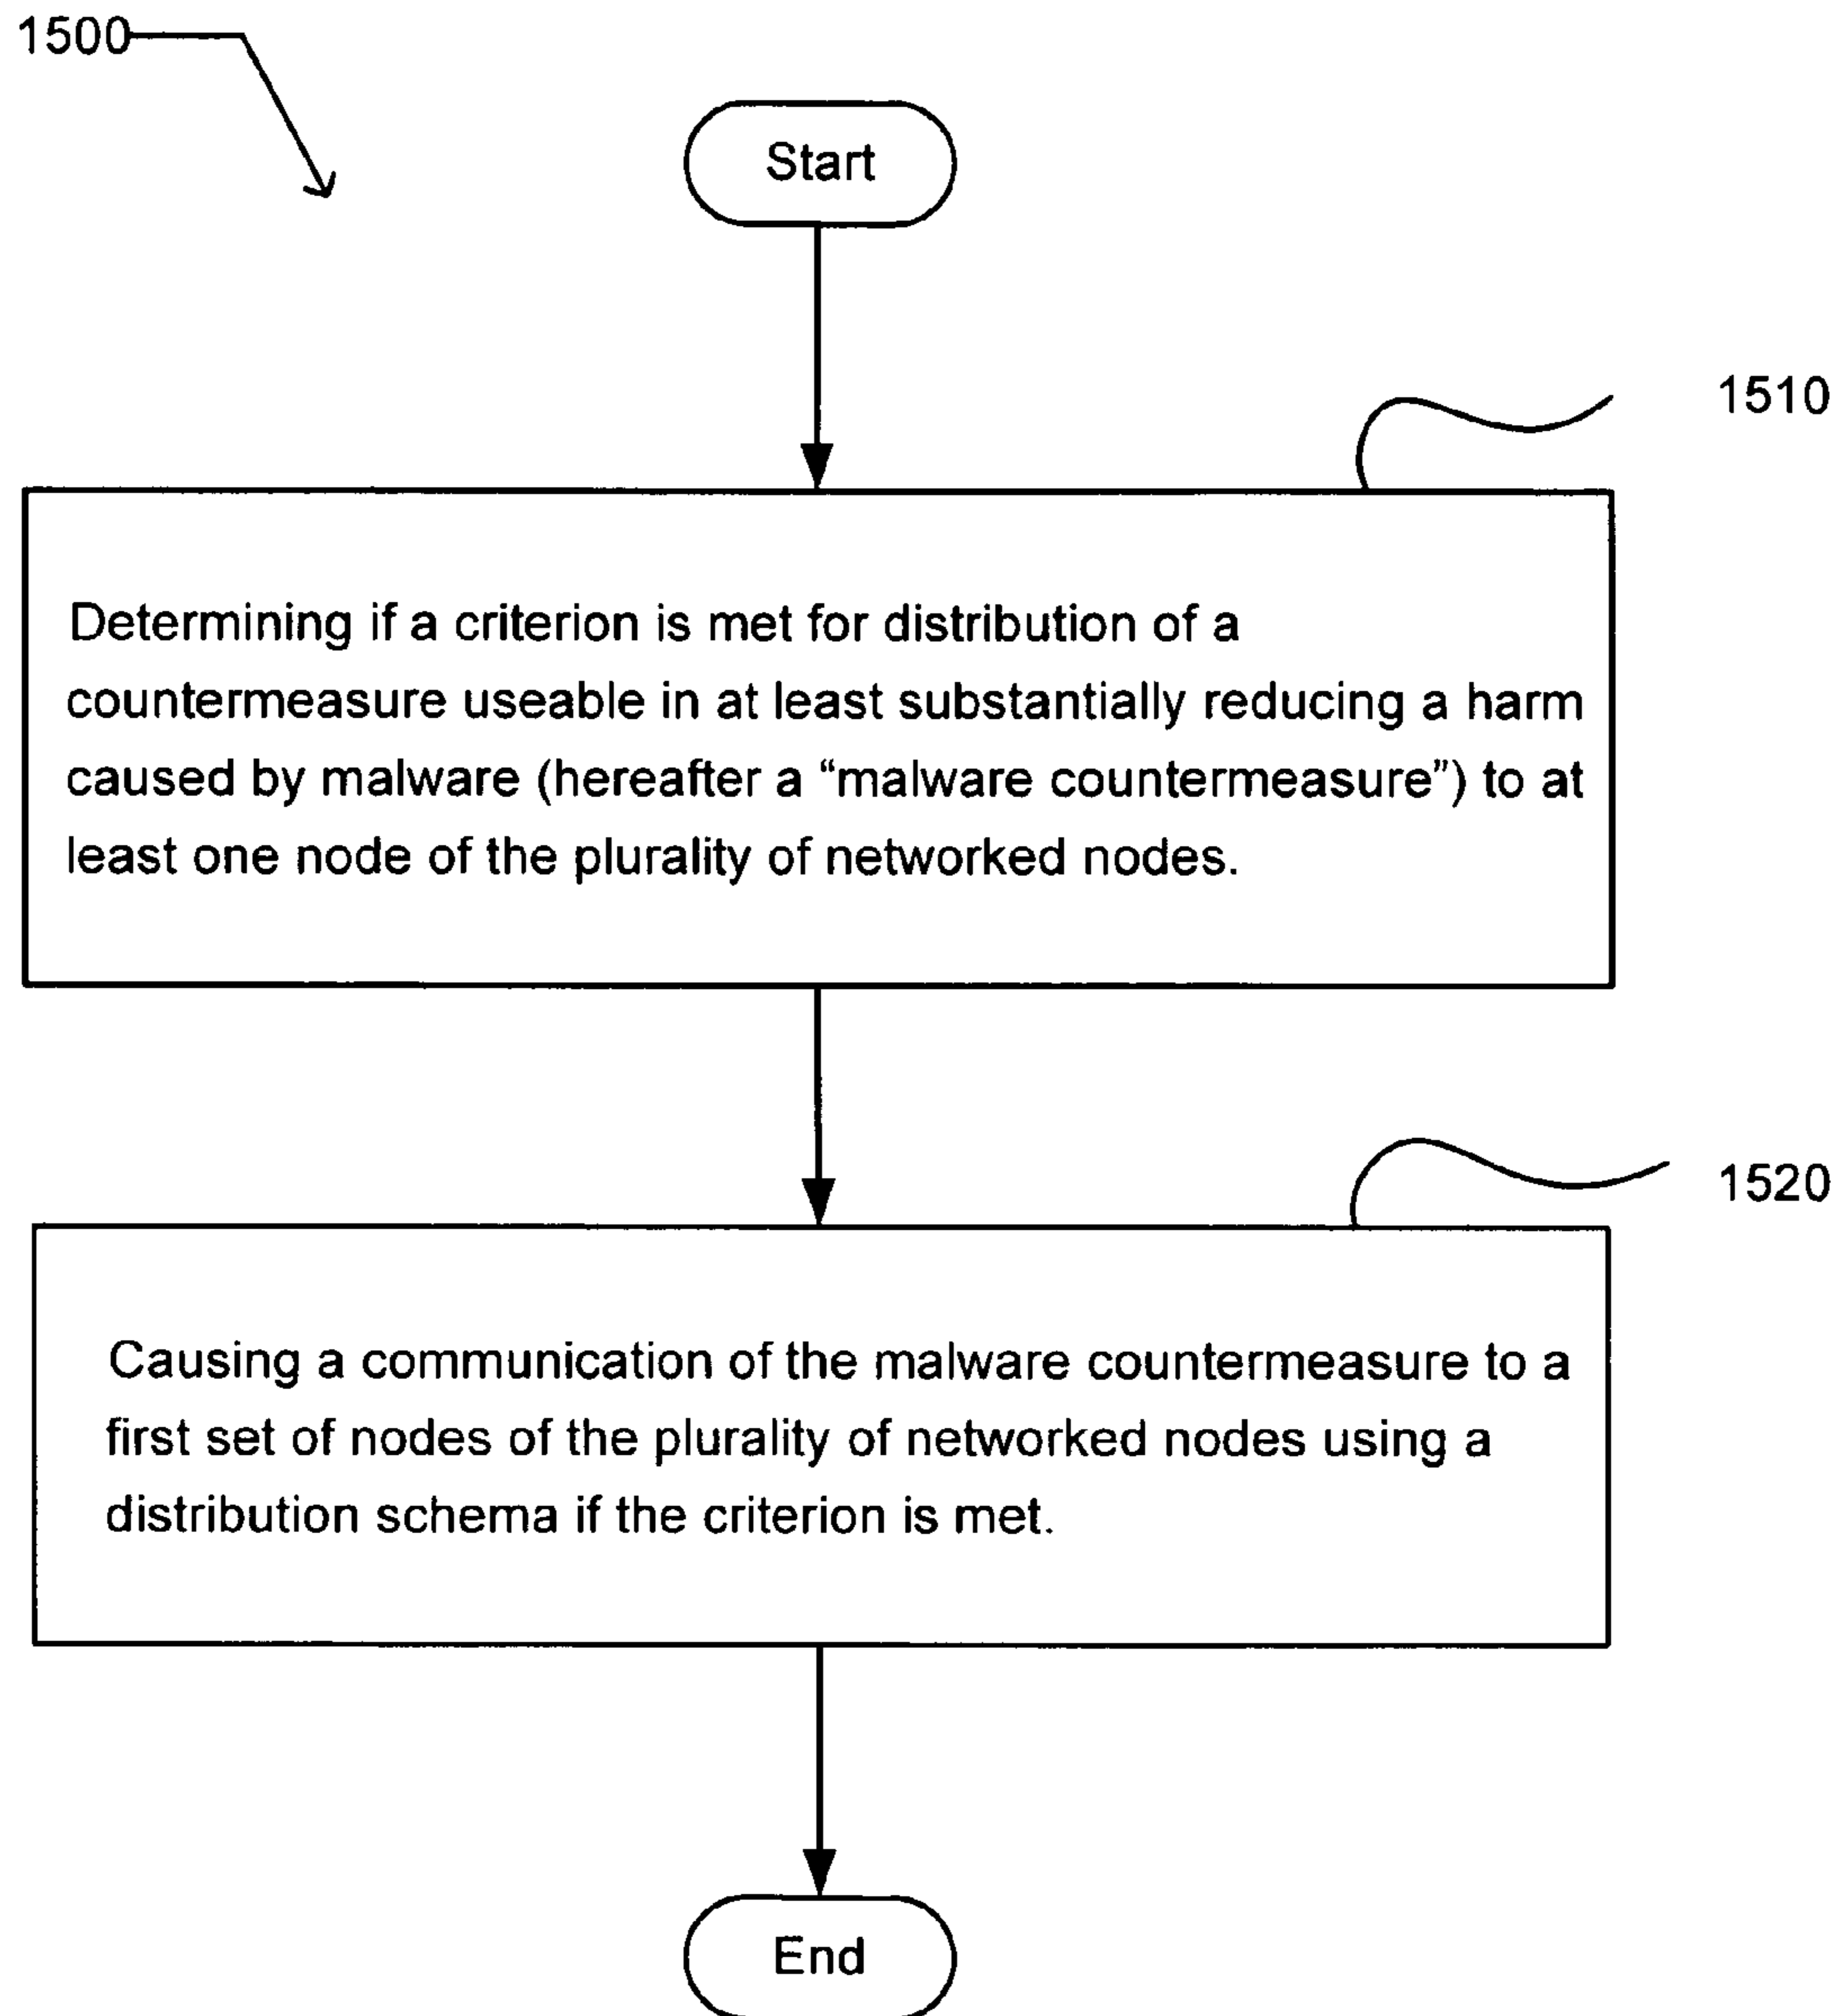 1500
Start
1510
Determining if a criterion is met for distribution of a
countermeasure useable in at least substantially reducing a harm
caused by malware (hereafter a “malware countermeasure”) to at
least one node of the plurality of networked nodes.
1520
Causing a communication of the malware countermeasure to a
first set of nodes of the plurality of networked nodes using a
distribution schema if the criterion is met.
End